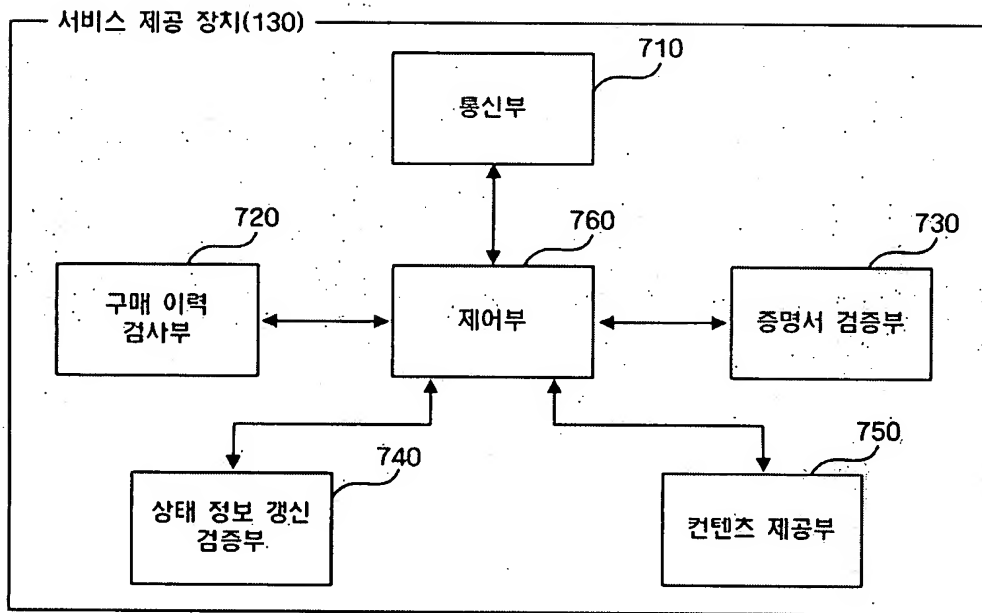 서비스 제공 장치(130)
710
통신부
720
760
730
구매 이력
검사부
제어부
증명서 검증부
740
750
상태 정보 갱신
검증부
컨텐츠 제공부